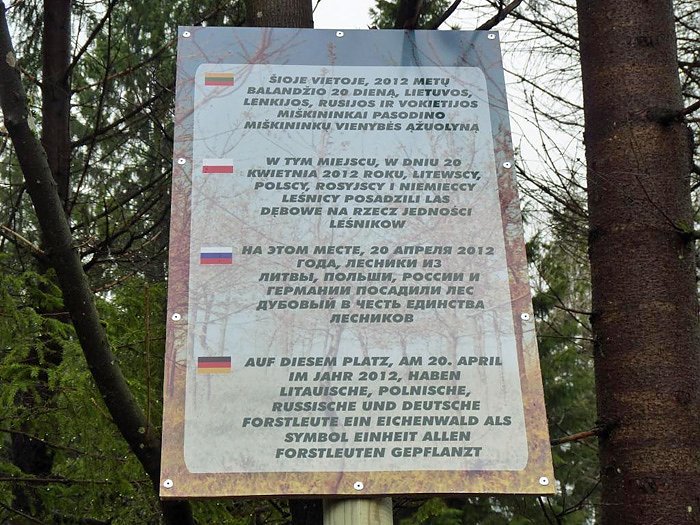 ŠIOJE VIETOJE, 2012 METŲ
BALANDŽIO 20 DIENĄ, LIETUVOS,
LENKIJOS, RUSIJOS IR VOKIETIJOS
MIŠKININKAI PASODINO
MIŠKININKŲ VIENYBĖS ĄŽUOLYNĄ
W TYM MIEJSCU, W DNIU 20
KWIETNIA 2012 ROKU, LITEWSCY,
POLSCY, ROSYJSCY I NIEMIECCY
LEŚNICY POSADZILI LAS
DĘBOWE NA RZECZ JEDNOŚCI
LEŚNIKOW
НА ЭТОМ МЕСТЕ, 20 АПРЕЛЯ 2012
ГОДА, ЛЕСНИКИ ИЗ
ЛИТВЫ, ПОЛЬШИ, РОССИИ И
ГЕРМАНИИ ПОСАДИЛИ ЛЕС
ДУБОВЫЙ В ЧЕСТЬ ЕДИНСТВА
ЛЕСНИКОВ
AUF DIESEM PLATZ, AM 20. APRIL
IM JAHR 2012, HABEN
LITAUISCHE, POLNISCHE,
RUSSISCHE UND DEUTSCHE
FORSTLEUTE EIN EICHENWALD ALS
SYMBOL EINHEIT ALLEN
FORSTLEUTEN GEPFLANZT